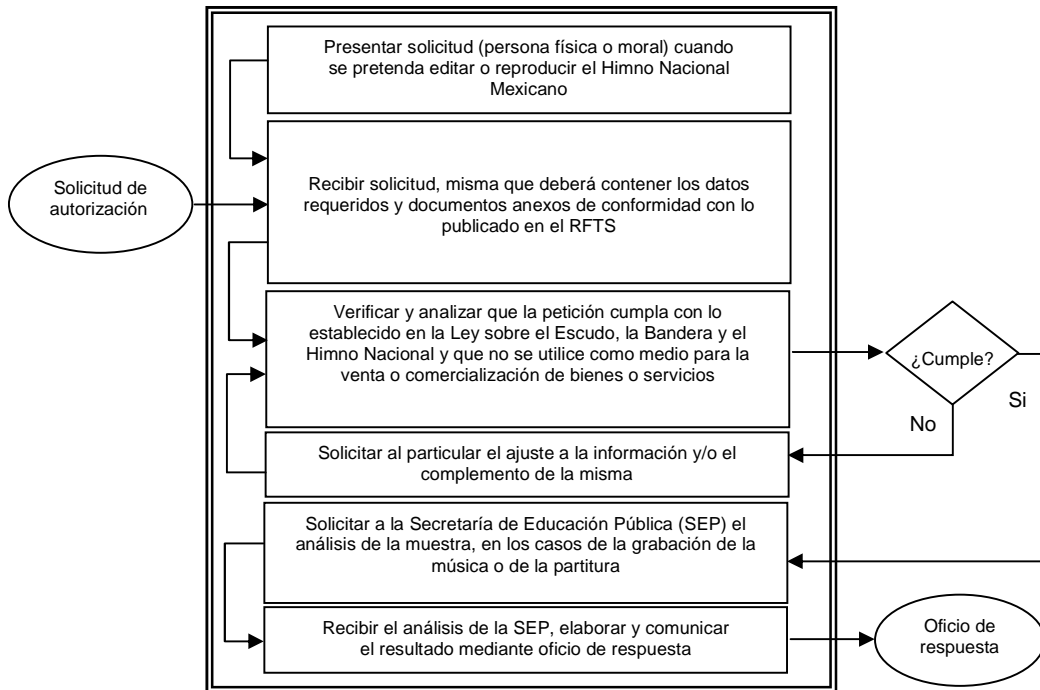 Presentar solicitud (persona física o moral) cuando
se pretenda editar o reproducir el Himno Nacional
Mexicano
Solicitud de
autorización
Recibir solicitud, misma que deberá contener los datos
requeridos y documentos anexos de conformidad con lo
publicado en el RFTS
Verificar y analizar que la petición cumpla con lo
establecido en la Ley sobre el Escudo, la Bandera y el
Himno Nacional y que no se utilice como medio para la
venta o comercialización de bienes o servicios
¿Cumple?
Si
No
Solicitar al particular el ajuste a la información y/o el
complemento de la misma
Solicitar a la Secretaría de Educación Pública (SEP) el
análisis de la muestra, en los casos de la grabación de la
música o de la partitura
Recibir el análisis de la SEP, elaborar y comunicar
el resultado mediante oficio de respuesta
Oficio de
respuesta